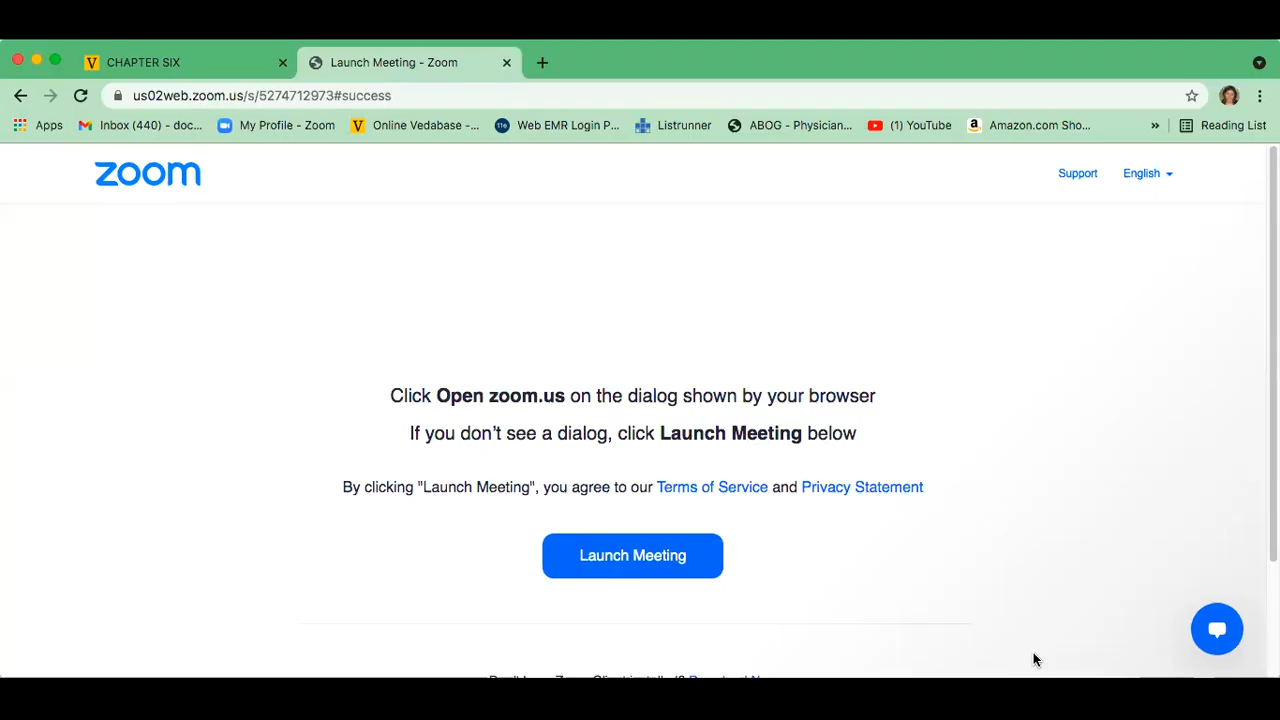 CHAPTER SIX
Launch Meeting - Zoom
us02web.zoom.us/s/5274712973#success
Apps
Inbox (440) - doc...
My Profile - Zoom
V
Online Vedabase -...
116
Web EMR Login P...
Listrunner
ABOG - Physician...
(1) YouTube
a
Amazon.com Sho...
»
Reading List
zoom
Support
English
Click Open zoom.us on the dialog shown by your browser
If you don’t see a dialog, click Launch Meeting below
By clicking "Launch Meeting", you agree to our Terms of Service and Privacy Statement
Launch Meeting